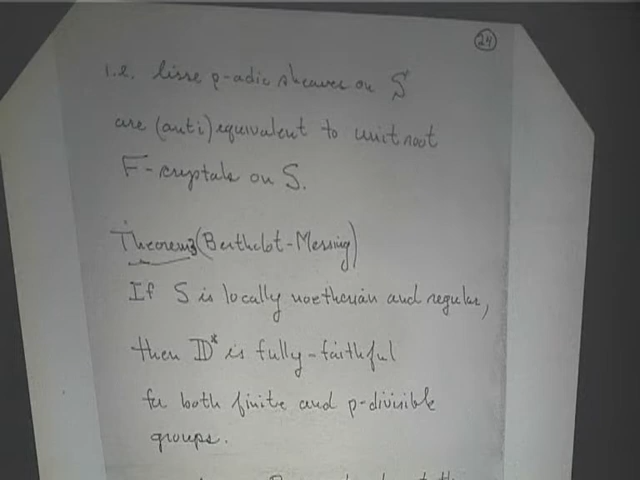 24
i.e. lisse p-adic sheaves on S
are (anti)equivalent to unit root
F-crystals on S.
Theorem 3 (Berthelot-Messing)
If S is locally noetherian and regular,
then D* is fully-faithful
for both finite and p-divisible
groups.